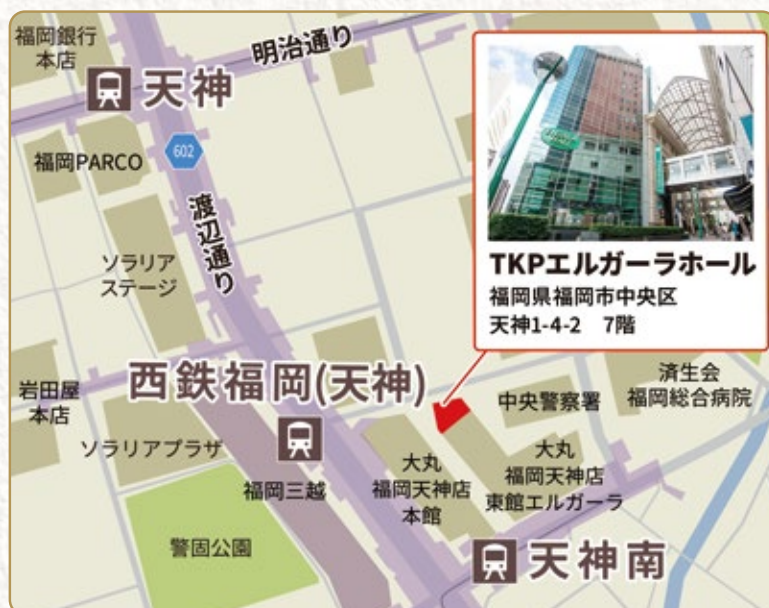 福岡銀行
本店
天神
明治通り
福岡PARCO
602
渡辺通り
ソラリア
ステージ
TKPエルガーラホール
福岡県福岡市中央区
天神1-4-2 7階
岩田屋
本店
西鉄福岡(天神)
ソラリアプラザ
福岡三越
警固公園
大丸
福岡天神店
本館
中央警察署
済生会
福岡総合病院
大丸
福岡天神店
東館エルガーラ
天神南